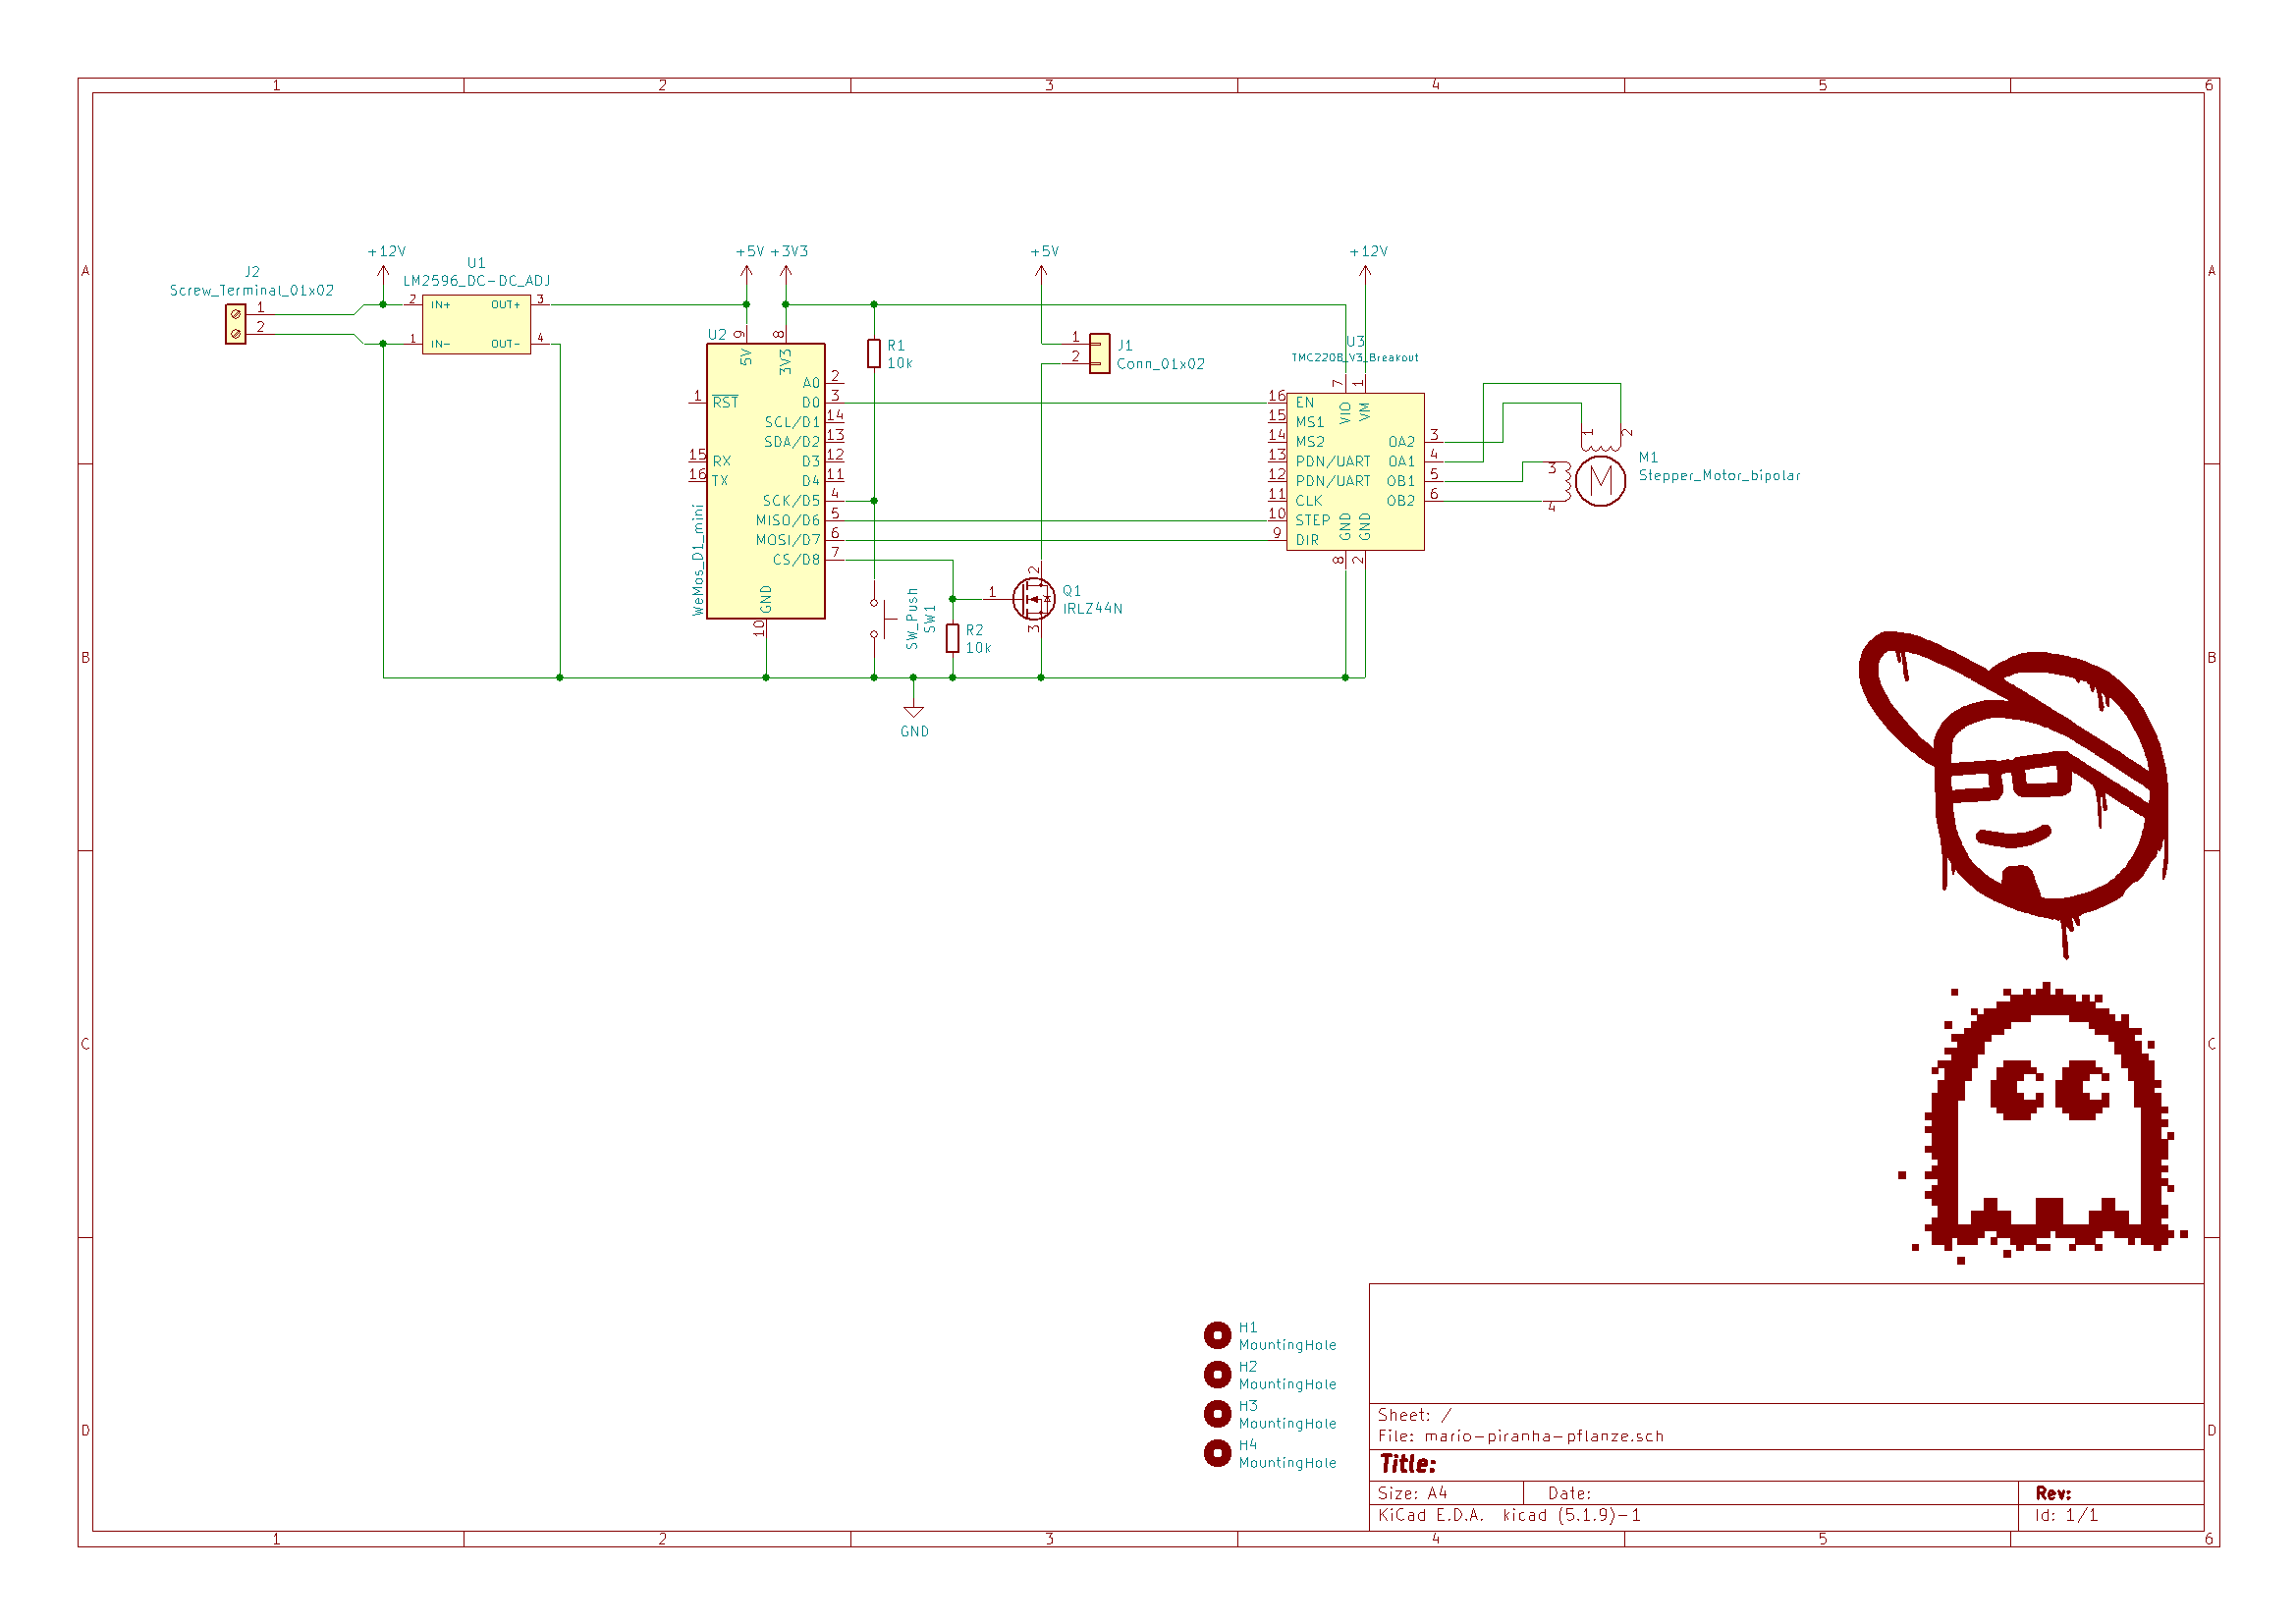 1 2 3 4 5 6
A A
B B
C C
D D
1 2 3 4 5 6
J2
Screw_Terminal_01x02
1
2
+12V
U1
LM2596_DC-DC_ADJ
2 IN+ OUT+ 3
1 IN- OUT- 4
+5V +3V3
U2
9 8
5V 3V3
A0 2
1 RST D0 3
SCL/D1 14
SDA/D2 13
15 RX D3 12
16 TX D4 11
SCK/D5 4
MISO/D6 5
MOSI/D7 6
CS/D8 7
WeMos_D1_mini
GND
10
R1
10k
SW_Push
SW1
R2
10k
GND
+5V
1
2
J1
Conn_01x02
1
2
3
Q1
IRLZ44N
+12V
U3
TMC2208_V3_Breakout
7 1
16 EN VIO VM
15 MS1
14 MS2 OA2 3
13 PDN/UART OA1 4
12 PDN/UART OB1 5
11 CLK OB2 6
10 STEP GND GND
9 DIR
8 2
1 2
3
4
M
M1
Stepper_Motor_bipolar
H1
MountingHole
H2
MountingHole
H3
MountingHole
H4
MountingHole
Sheet: /
File: mario-piranha-pflanze.sch
Title:
Size: A4 Date: Rev:
KiCad E.D.A. kicad (5.1.9)-1 Id: 1/1